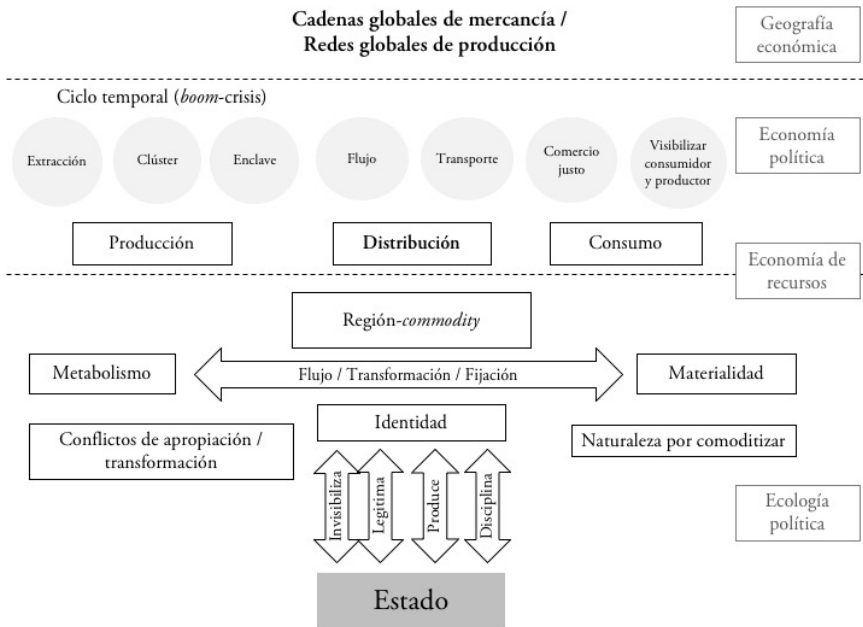 Cadenas globales de mercancía /
Redes globales de producción
Geografía
económica
Ciclo temporal (boom-crisis)
Extracción
Clúster
Enclave
Flujo
Transporte
Comercio
justo
Visibilizar
consumidor
y productor
Economía
política
Producción
Distribución
Consumo
Economía de
recursos
Región-commodity
Metabolismo
Flujo / Transformación / Fijación
Materialidad
Identidad
Conflictos de apropiación /
transformación
Naturaleza por comoditizar
Invisibiliza
Legitima
Produce
Disciplina
Ecología
política
Estado